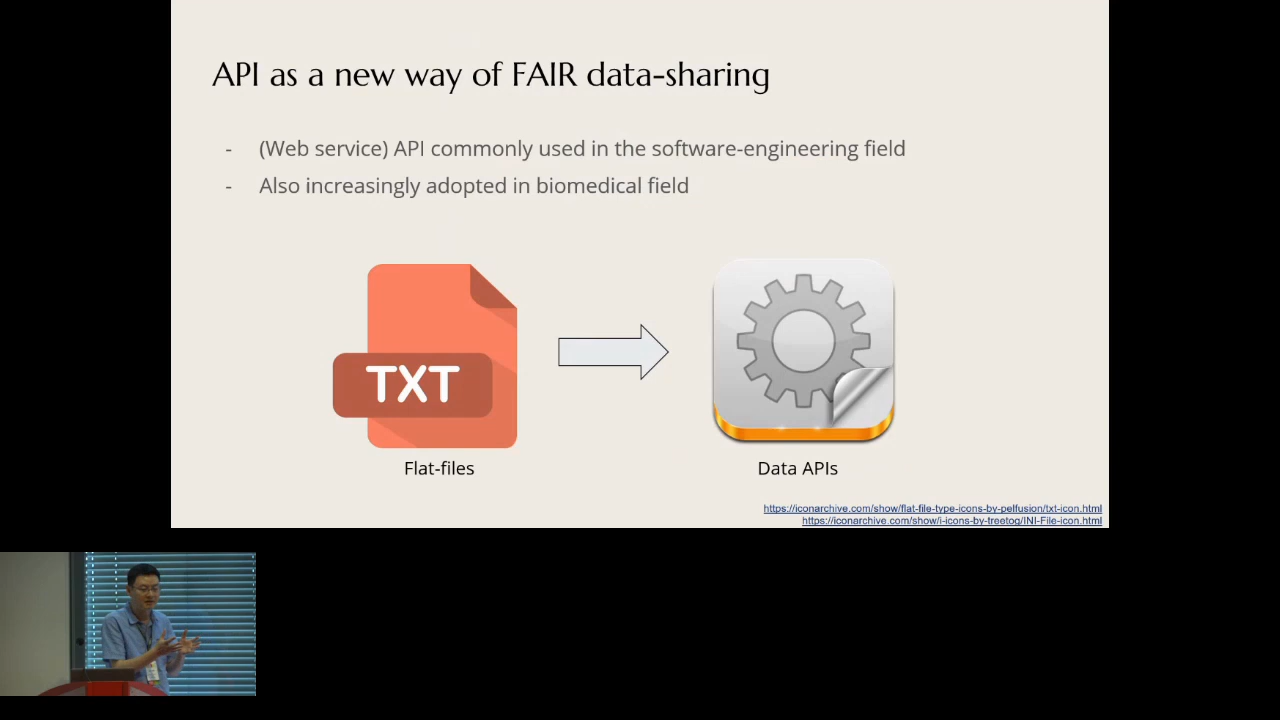 API as a new way of FAIR data-sharing
- (Web service) API commonly used in the software-engineering field
- Also increasingly adopted in biomedical field
TXT
Flat-files
Data APIs
https://iconarchive.com/show/flat-file-type-icons-by-pelfusion/txt-icon.html
https://iconarchive.com/show/i-icons-by-treetog/INI-File-icon.html